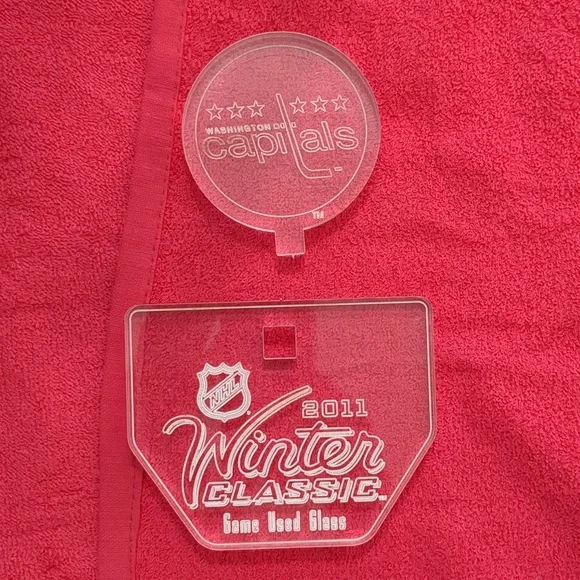 WASHINGTON DC
capitals
TM
NHL
2011
Winter
CLASSIC
Game Used Glass